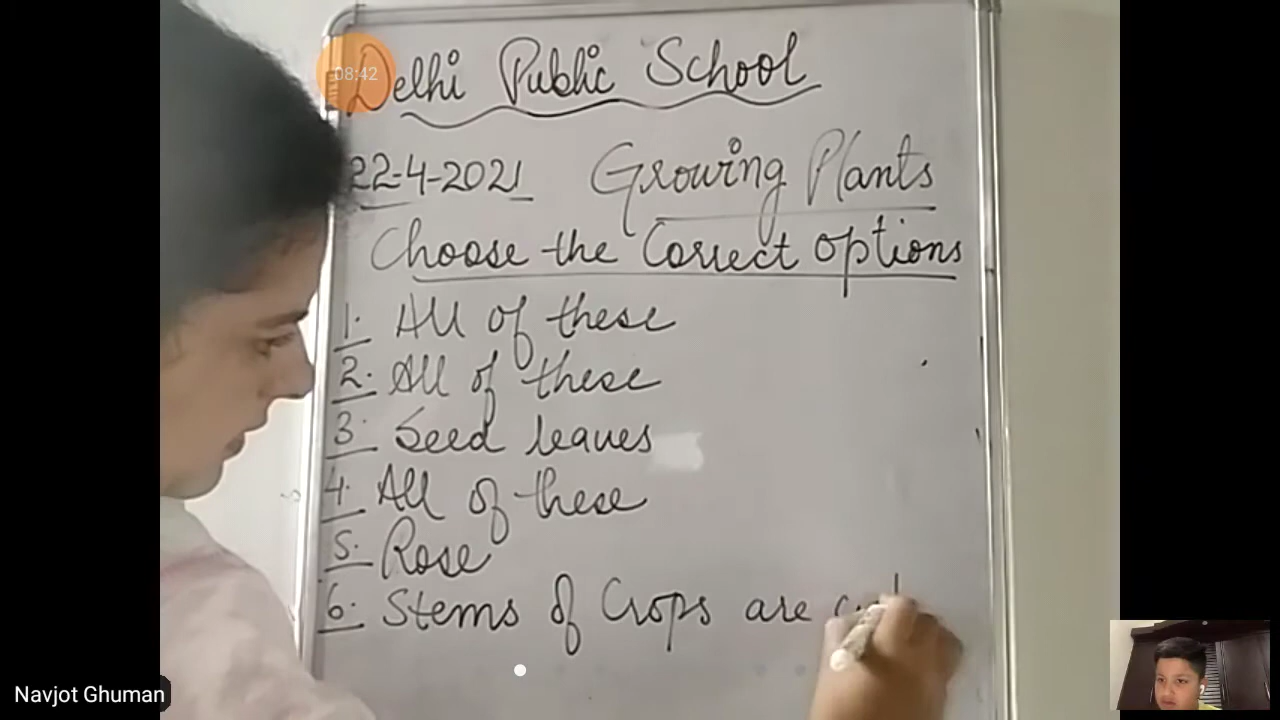 08:42
Delhi Public School
22-4-2021 Growing Plants
Choose the Correct options
1. All of these
2. All of these
3. Seed leaves
4. All of these
5. Rose
6. Stems of Crops are
Navjot Ghuman